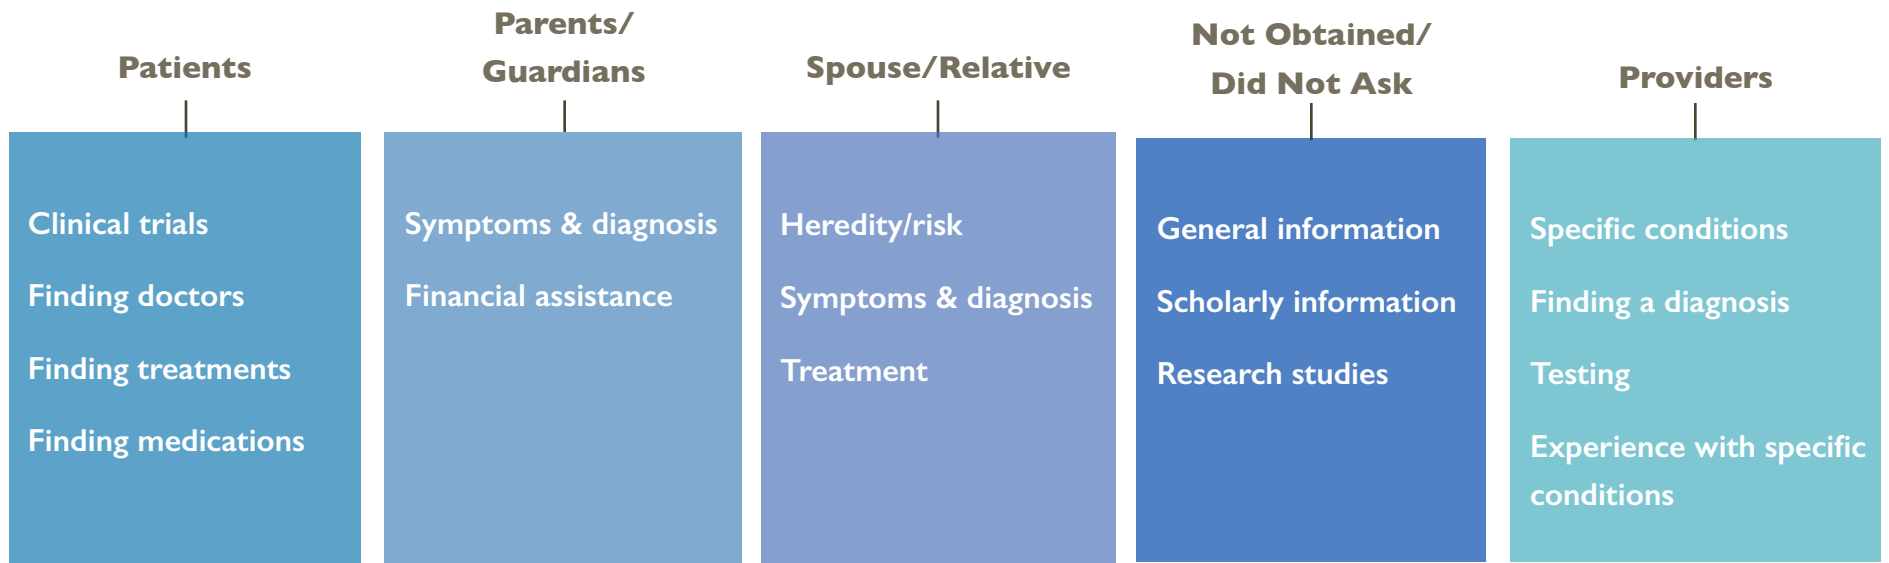 Patients
Clinical trials
Finding doctors
Finding treatments
Finding medications
Parents/
Guardians
Symptoms & diagnosis
Financial assistance
Spouse/Relative
Heredity/risk
Symptoms & diagnosis
Treatment
Not Obtained/
Did Not Ask
General information
Scholarly information
Research studies
Providers
Specific conditions
Finding a diagnosis
Testing
Experience with specific
conditions